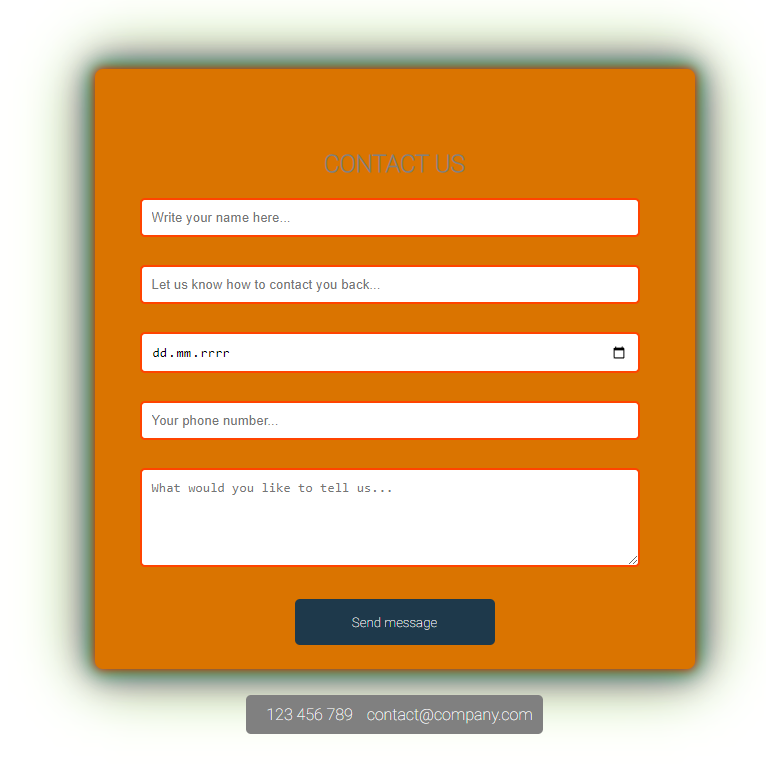 CONTACT US
Write your name here...
Let us know how to contact you back...
dd.mm.rrrr
Your phone number...
What would you like to tell us...
Send message
123 456 789 contact@company.com